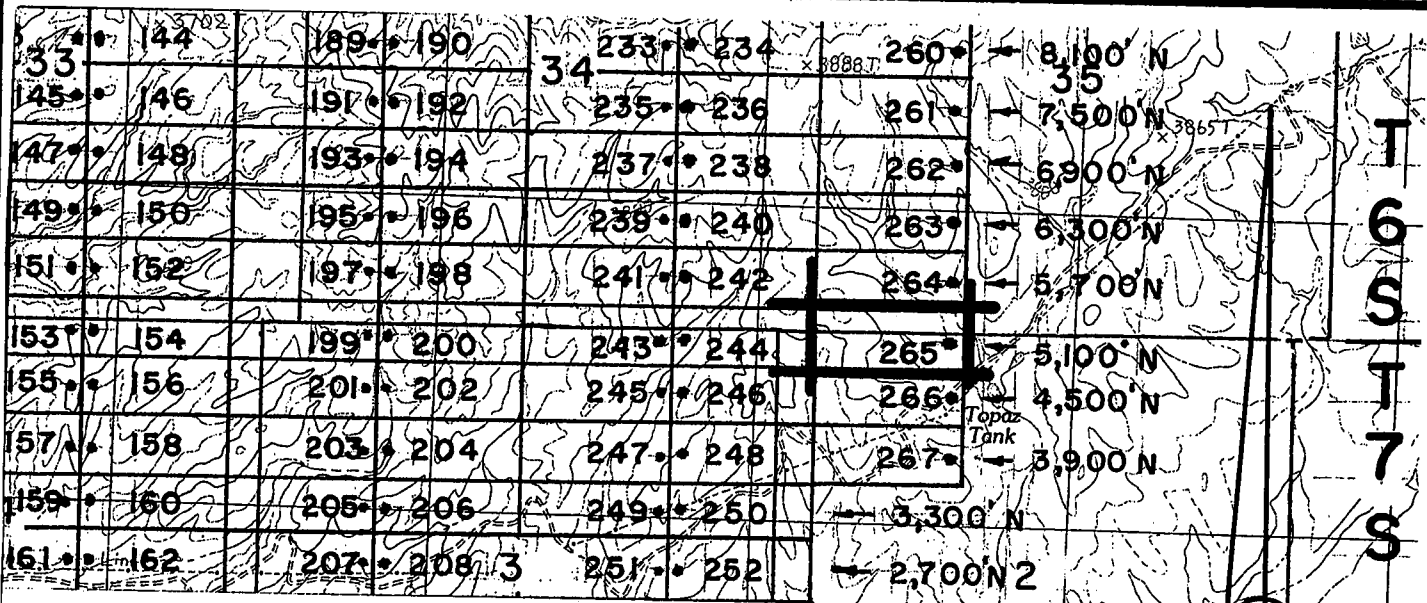 × 3702
144 189 190 233 234 260 8,100' N
33 34 × 3888 T 35
145 146 191 192 235 236 261 7,500' N
3865 T
147 148 193 194 237 238 262 6,900' N
149 150 195 196 239 240 263 6,300' N
151 152 197 198 241 242 264 5,700' N
153 154 199 200 243 244 265 5,100' N
155 156 201 202 245 246 266 4,500' N
Topaz
Tank
157 158 203 204 247 248 267 3,900' N
159 160 205 206 249 250 3,300' N
161 162 207 208 3 251 252 2,700' N 2
T
6
S
T
7
S